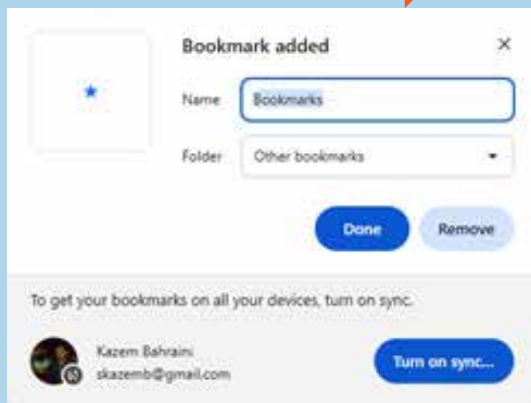 Bookmark added
Name Bookmarks
Folder Other bookmarks
Done Remove
To get your bookmarks on all your devices, turn on sync.
Kazem Bahraini
skazemb@gmail.com
Turn on sync...